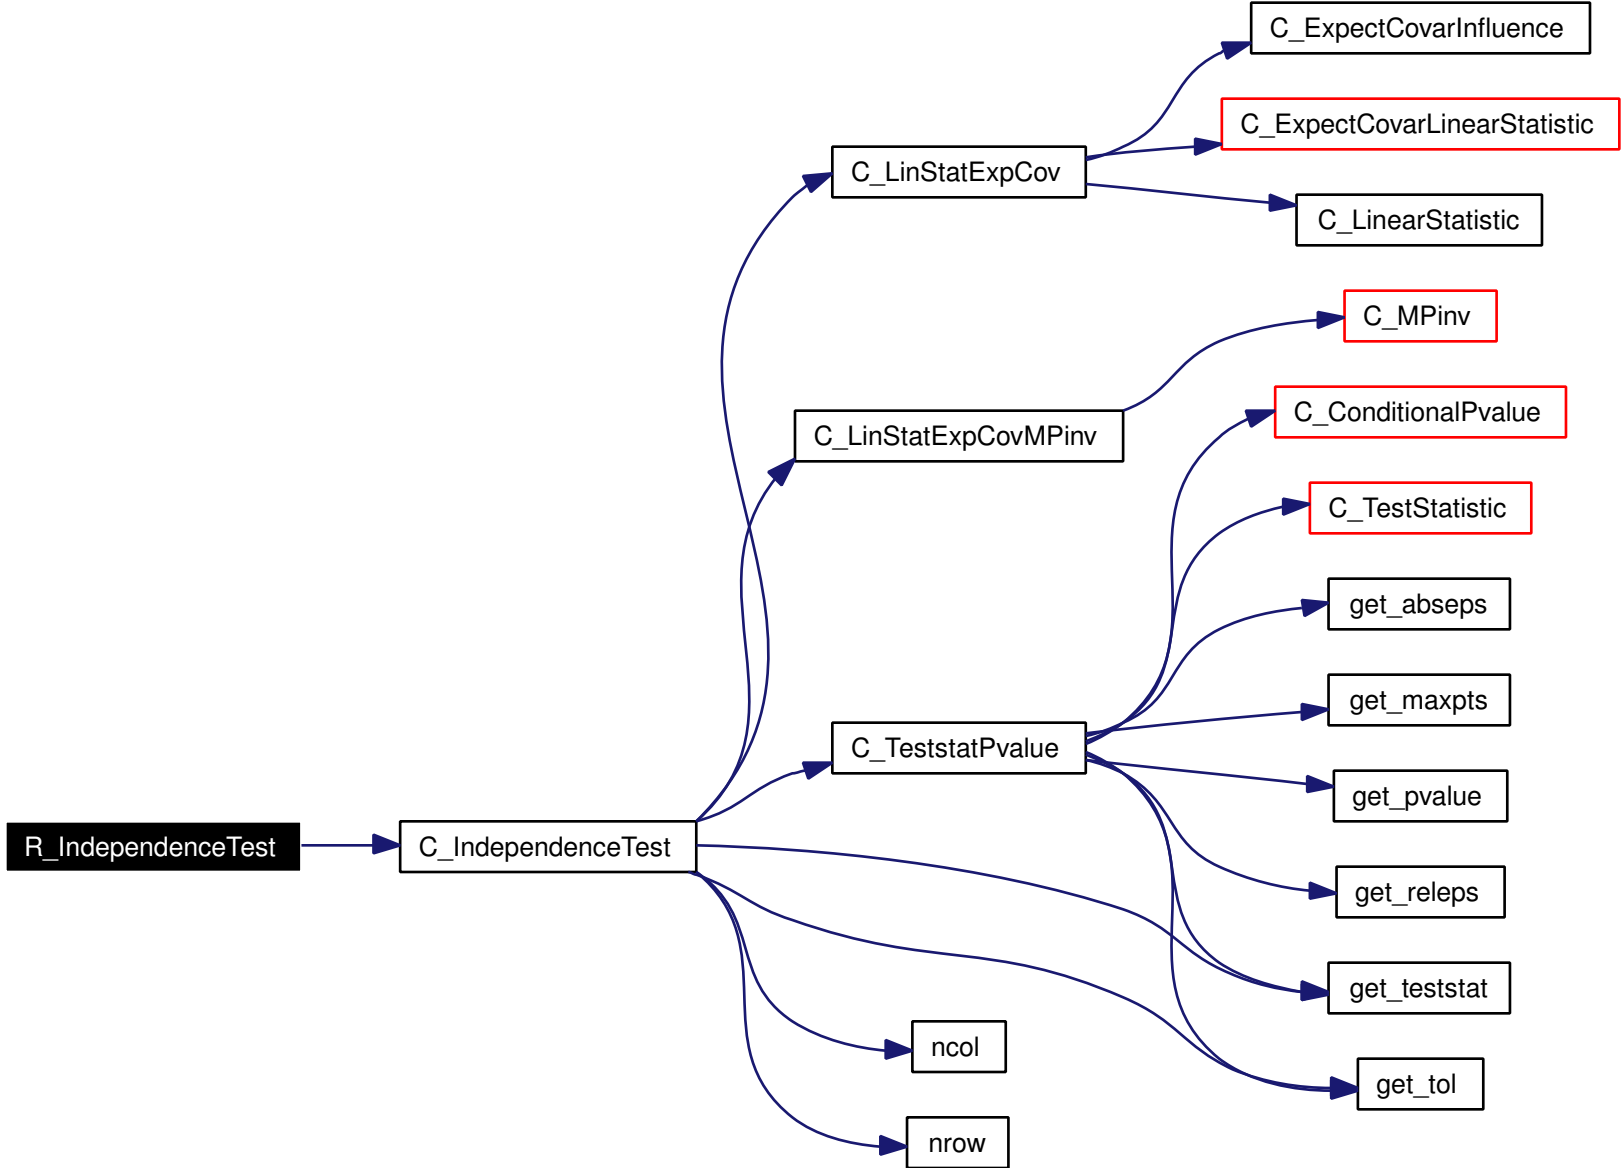 C_ExpectCovarInfluence
C_ExpectCovarLinearStatistic
C_LinStatExpCov
C_LinearStatistic
C_MPinv
C_ConditionalPvalue
C_LinStatExpCovMPinv
C_TestStatistic
get_abseps
get_maxpts
C_TeststatPvalue
get_pvalue
R_IndependenceTest
C_IndependenceTest
get_releps
get_teststat
ncol
get_tol
nrow